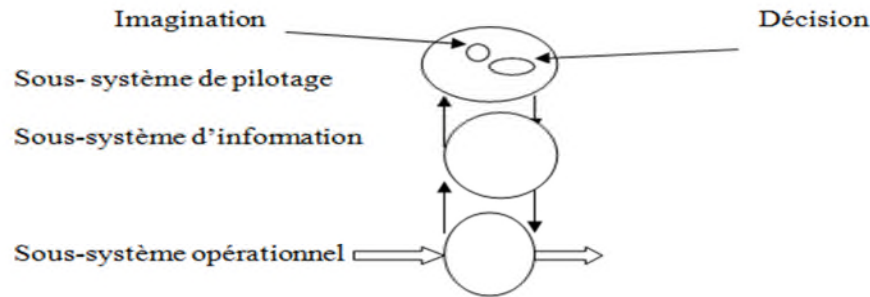 Imagination
Décision
Sous- système de pilotage
Sous-système d'information
Sous-système opérationnel